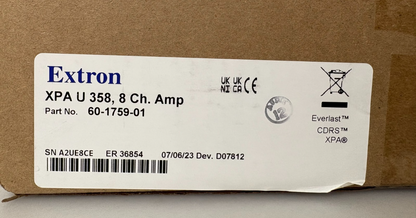 Extron
XPA U 358, 8 Ch. Amp
Part No. 60-1759-01
UK UK CE
NI CA
Everlast™
CDRS™
XPA®
SN A2UE8CE ER 36854 07/06/23 Dev. D07812